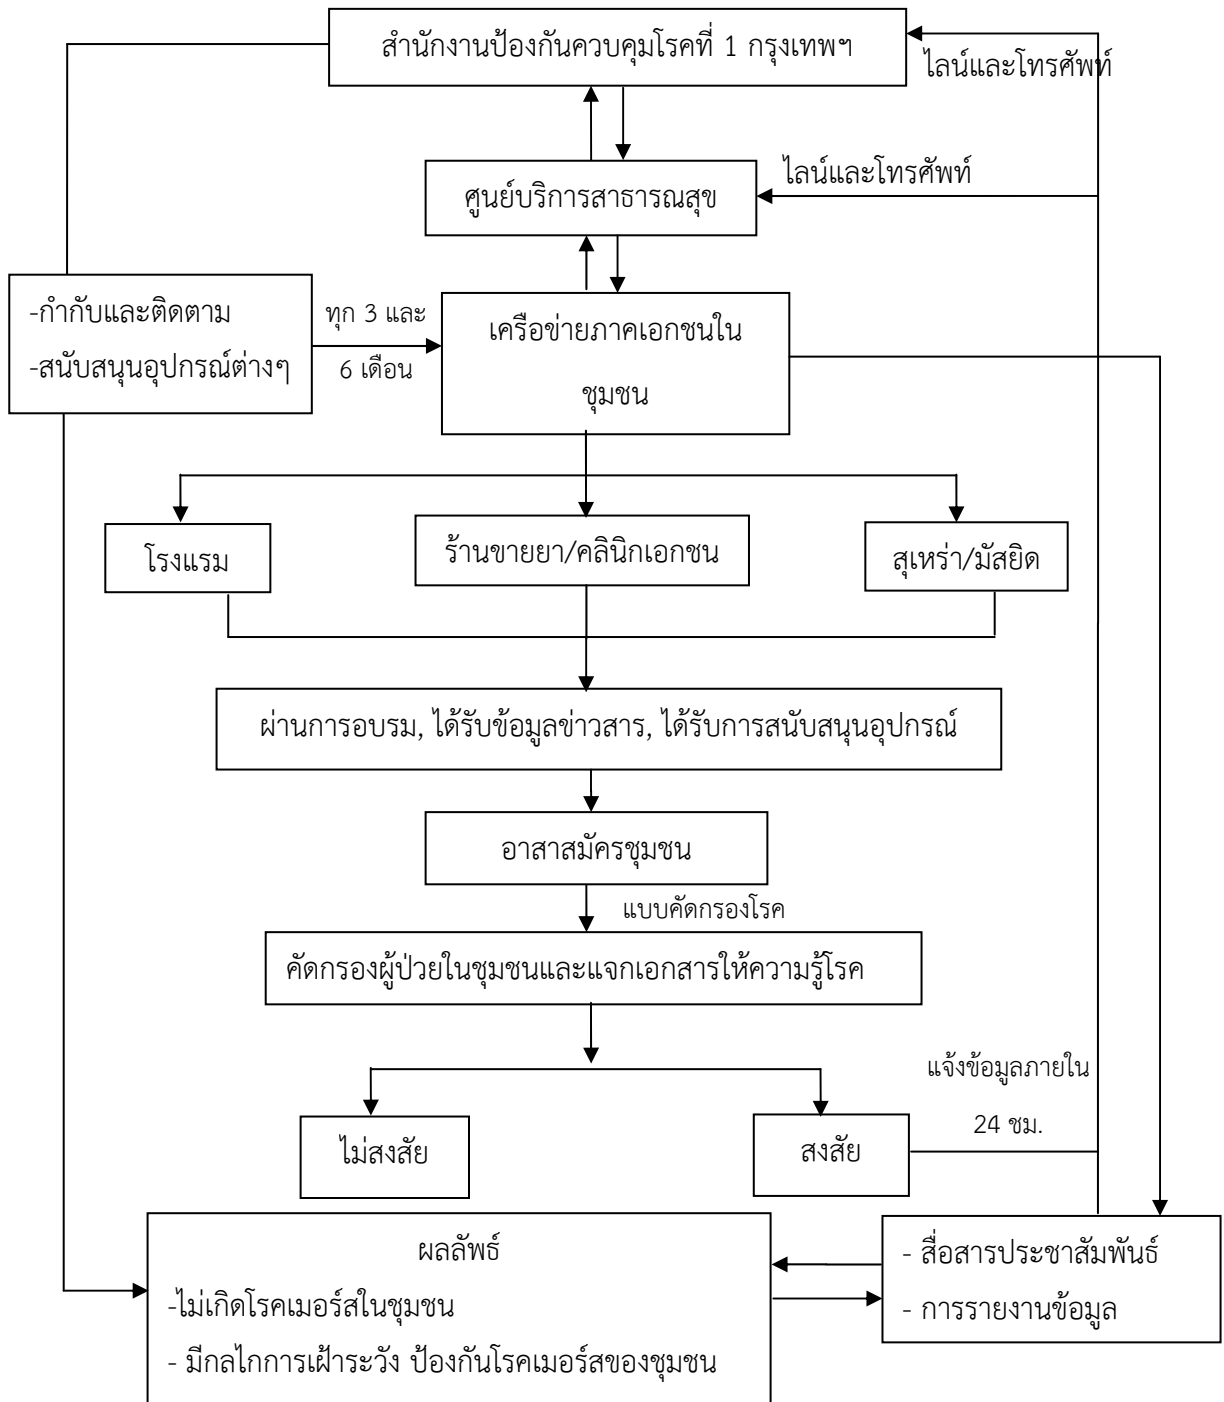 สำนักงานป้องกันควบคุมโรคที่ 1 กรุงเทพฯ
ไลน์และโทรศัพท์
ไลน์และโทรศัพท์
ศูนย์บริการสาธารณสุข
-กำกับและติดตาม
-สนับสนุนอุปกรณ์ต่างๆ
ทุก 3 และ
6 เดือน
เครือข่ายภาคเอกชนใน
ชุมชน
โรงแรม
ร้านขายยา/คลินิกเอกชน
สุเหร่า/มัสยิด
ผ่านการอบรม, ได้รับข้อมูลข่าวสาร, ได้รับการสนับสนุนอุปกรณ์
อาสาสมัครชุมชน
แบบคัดกรองโรค
คัดกรองผู้ป่วยในชุมชนและแจกเอกสารให้ความรู้โรค
แจ้งข้อมูลภายใน
24 ชม.
ไม่สงสัย
สงสัย
ผลลัพธ์
-ไม่เกิดโรคเมอร์สในชุมชน
- มีกลไกการเฝ้าระวัง ป้องกันโรคเมอร์สของชุมชน
- สื่อสารประชาสัมพันธ์
- การรายงานข้อมูล